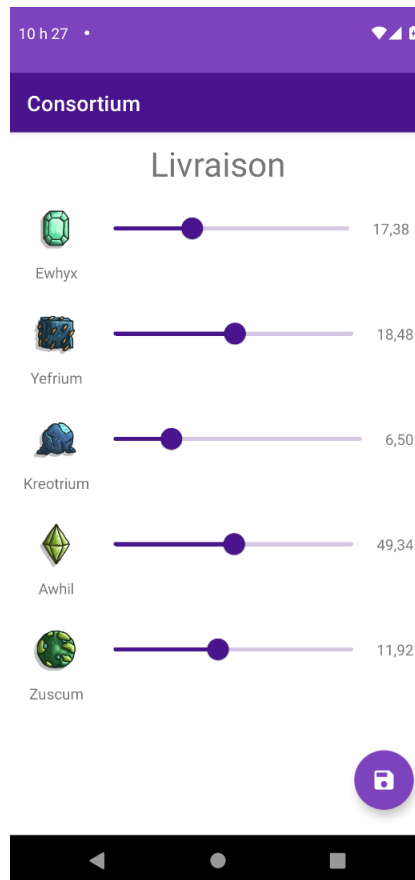 10 h 27
Consortium
Livraison
17,38
Ewhyx
18,48
Yefrium
6,50
Kreotrium
49,34
Awhil
11,92
Zuscum